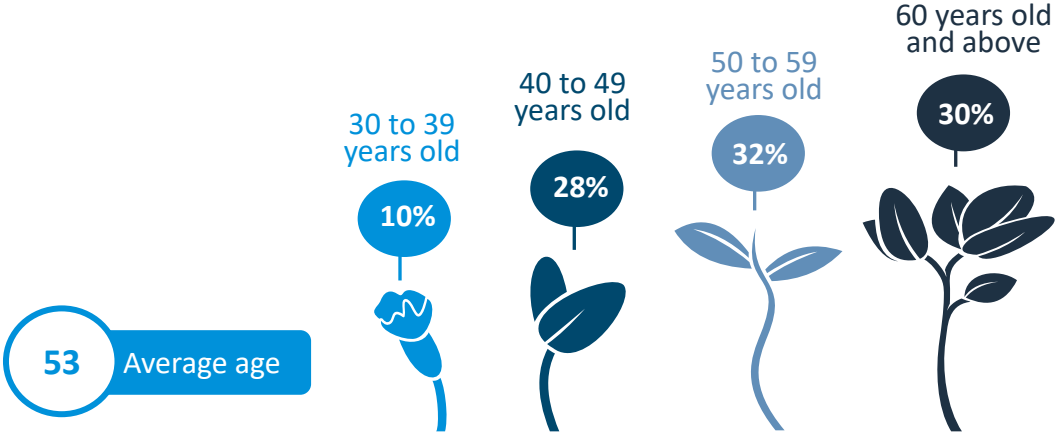 60 years old
and above
30%
50 to 59
years old
32%
40 to 49
years old
28%
30 to 39
years old
10%
53 Average age